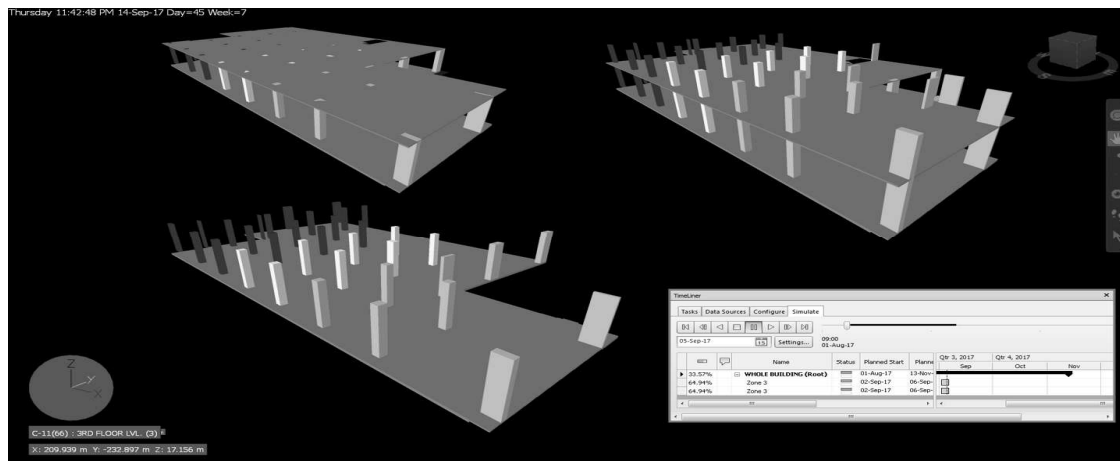 Thursday 11:42:48 PM 14-Sep-17 Day=45 Week=7
TimeLiner
Tasks Data Sources Configure Simulate
05-Sep-17 15 Settings... 09:00
01-Aug-17
Name Status Planned Start Planne Qtr 3, 2017 Qtr 4, 2017
Sep Oct Nov
33.57% WHOLE BUILDING (Root) 01-Aug-17 13-Nov-
64.94% Zone 3 02-Sep-17 06-Sep-
64.94% Zone 3 02-Sep-17 06-Sep-
Z
Y
X
C-11(66) : 3RD FLOOR LVL. (3)
X: 209.939 m Y: -232.897 m Z: 17.156 m